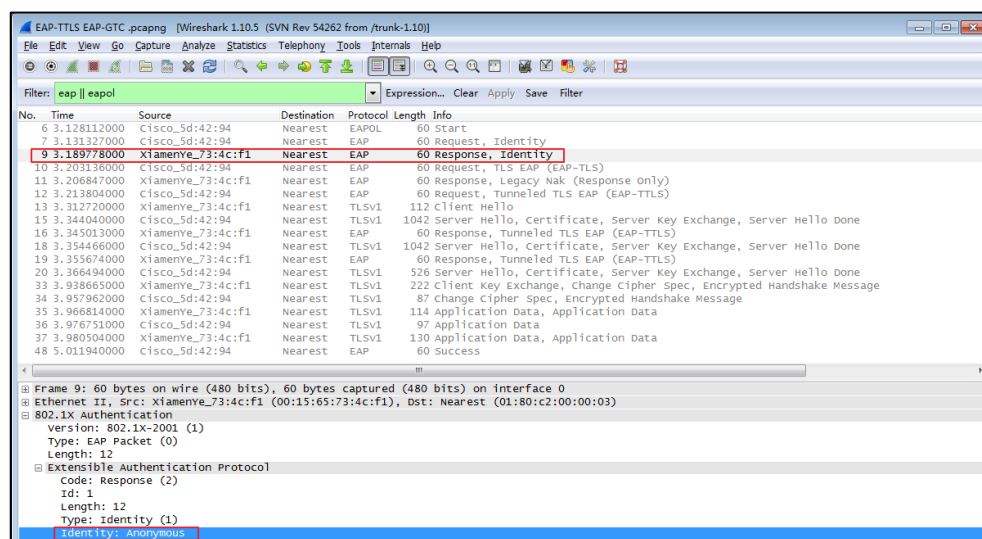 EAP-TTLS EAP-GTC .pcapng [Wireshark 1.10.5 (SVN Rev 54262 from /trunk-1.10)]
File Edit View Go Capture Analyze Statistics Telephony Tools Internals Help
Filter: eap || eapol Expression... Clear Apply Save Filter
No. Time Source Destination Protocol Length Info
6 3.128112000 Cisco_5d:42:94 Nearest EAPOL 60 Start
7 3.131327000 Cisco_5d:42:94 Nearest EAP 60 Request, Identity
9 3.189778000 XiamenYe_73:4c:f1 Nearest EAP 60 Response, Identity
10 3.203136000 Cisco_5d:42:94 Nearest EAP 60 Request, TLS EAP (EAP-TLS)
11 3.206847000 XiamenYe_73:4c:f1 Nearest EAP 60 Response, Legacy Nak (Response Only)
12 3.213804000 Cisco_5d:42:94 Nearest EAP 60 Request, Tunneled TLS EAP (EAP-TTLS)
13 3.312720000 XiamenYe_73:4c:f1 Nearest TLSv1 112 Client Hello
15 3.344040000 Cisco_5d:42:94 Nearest TLSv1 1042 Server Hello, Certificate, Server Key Exchange, Server Hello Done
16 3.345013000 XiamenYe_73:4c:f1 Nearest EAP 60 Response, Tunneled TLS EAP (EAP-TTLS)
18 3.354466000 Cisco_5d:42:94 Nearest TLSv1 1042 Server Hello, Certificate, Server Key Exchange, Server Hello Done
19 3.355674000 XiamenYe_73:4c:f1 Nearest EAP 60 Response, Tunneled TLS EAP (EAP-TTLS)
20 3.366494000 Cisco_5d:42:94 Nearest TLSv1 526 Server Hello, Certificate, Server Key Exchange, Server Hello Done
33 3.938665000 XiamenYe_73:4c:f1 Nearest TLSv1 222 Client Key Exchange, Change Cipher Spec, Encrypted Handshake Message
34 3.957962000 Cisco_5d:42:94 Nearest TLSv1 87 Change Cipher Spec, Encrypted Handshake Message
35 3.966814000 XiamenYe_73:4c:f1 Nearest TLSv1 114 Application Data, Application Data
36 3.976751000 Cisco_5d:42:94 Nearest TLSv1 97 Application Data
37 3.980504000 XiamenYe_73:4c:f1 Nearest TLSv1 130 Application Data, Application Data
48 5.011940000 Cisco_5d:42:94 Nearest EAP 60 Success
Frame 9: 60 bytes on wire (480 bits), 60 bytes captured (480 bits) on interface 0
Ethernet II, Src: XiamenYe_73:4c:f1 (00:15:65:73:4c:f1), Dst: Nearest (01:80:c2:00:00:03)
802.1X Authentication
Version: 802.1X-2001 (1)
Type: EAP Packet (0)
Length: 12
Extensible Authentication Protocol
Code: Response (2)
Id: 1
Length: 12
Type: Identity (1)
Identity: Anonymous